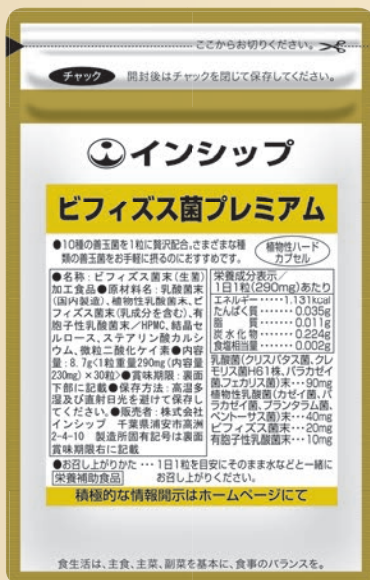 ここからお切りください。
チャック 開封後はチャックを閉じて保存してください。
インシップ
ビフィズス菌プレミアム
●10種の善玉菌を1粒に贅沢配合。さまざまな種
類の善玉菌をお手軽に摂るのにおすすめです。
植物性ハード
カプセル
●名称：ビフィズス菌末（生菌）
加工食品●原材料名：乳酸菌末
（国内製造）、植物性乳酸菌末、ビ
フィズス菌末（乳成分を含む）、有
胞子性乳酸菌末／HPMC、結晶セ
ルロース、ステアリン酸カルシ
ウム、微粒二酸化ケイ素●内容
量：8.7g<1粒重量290mg（内容量
230mg）×30粒>●賞味期限：裏面
下部に記載●保存方法：高温多
湿及び直射日光を避けて保存し
てください。●販売者：株式会社
インシップ 千葉県浦安市高洲
2-4-10 製造所固有記号は裏面
賞味期限右に記載
栄養成分表示／
1日1粒（290mg）あたり
エネルギー‥‥‥1.131kcal
たんぱく質‥‥‥‥0.035g
脂質‥‥‥‥0.011g
炭水化物‥‥‥‥0.224g
食塩相当量‥‥‥‥0.002g
乳酸菌（クリスパタス菌、クレ
モリス菌H61株、パラカゼイ
菌、フェカリス菌）末‥‥90mg
植物性乳酸菌（カゼイ菌、パ
ラカゼイ菌、プランタラム菌、
ペントーサス菌）末‥‥40mg
ビフィズス菌末‥‥20mg
有胞子性乳酸菌末‥‥10mg
●お召し上がりかた‥‥1日1粒を目安にそのまま水などと一緒に
お召し上がりください。
栄養補助食品
積極的な情報開示はホームページにて
食生活は、主食、主菜、副菜を基本に、食事のバランスを。